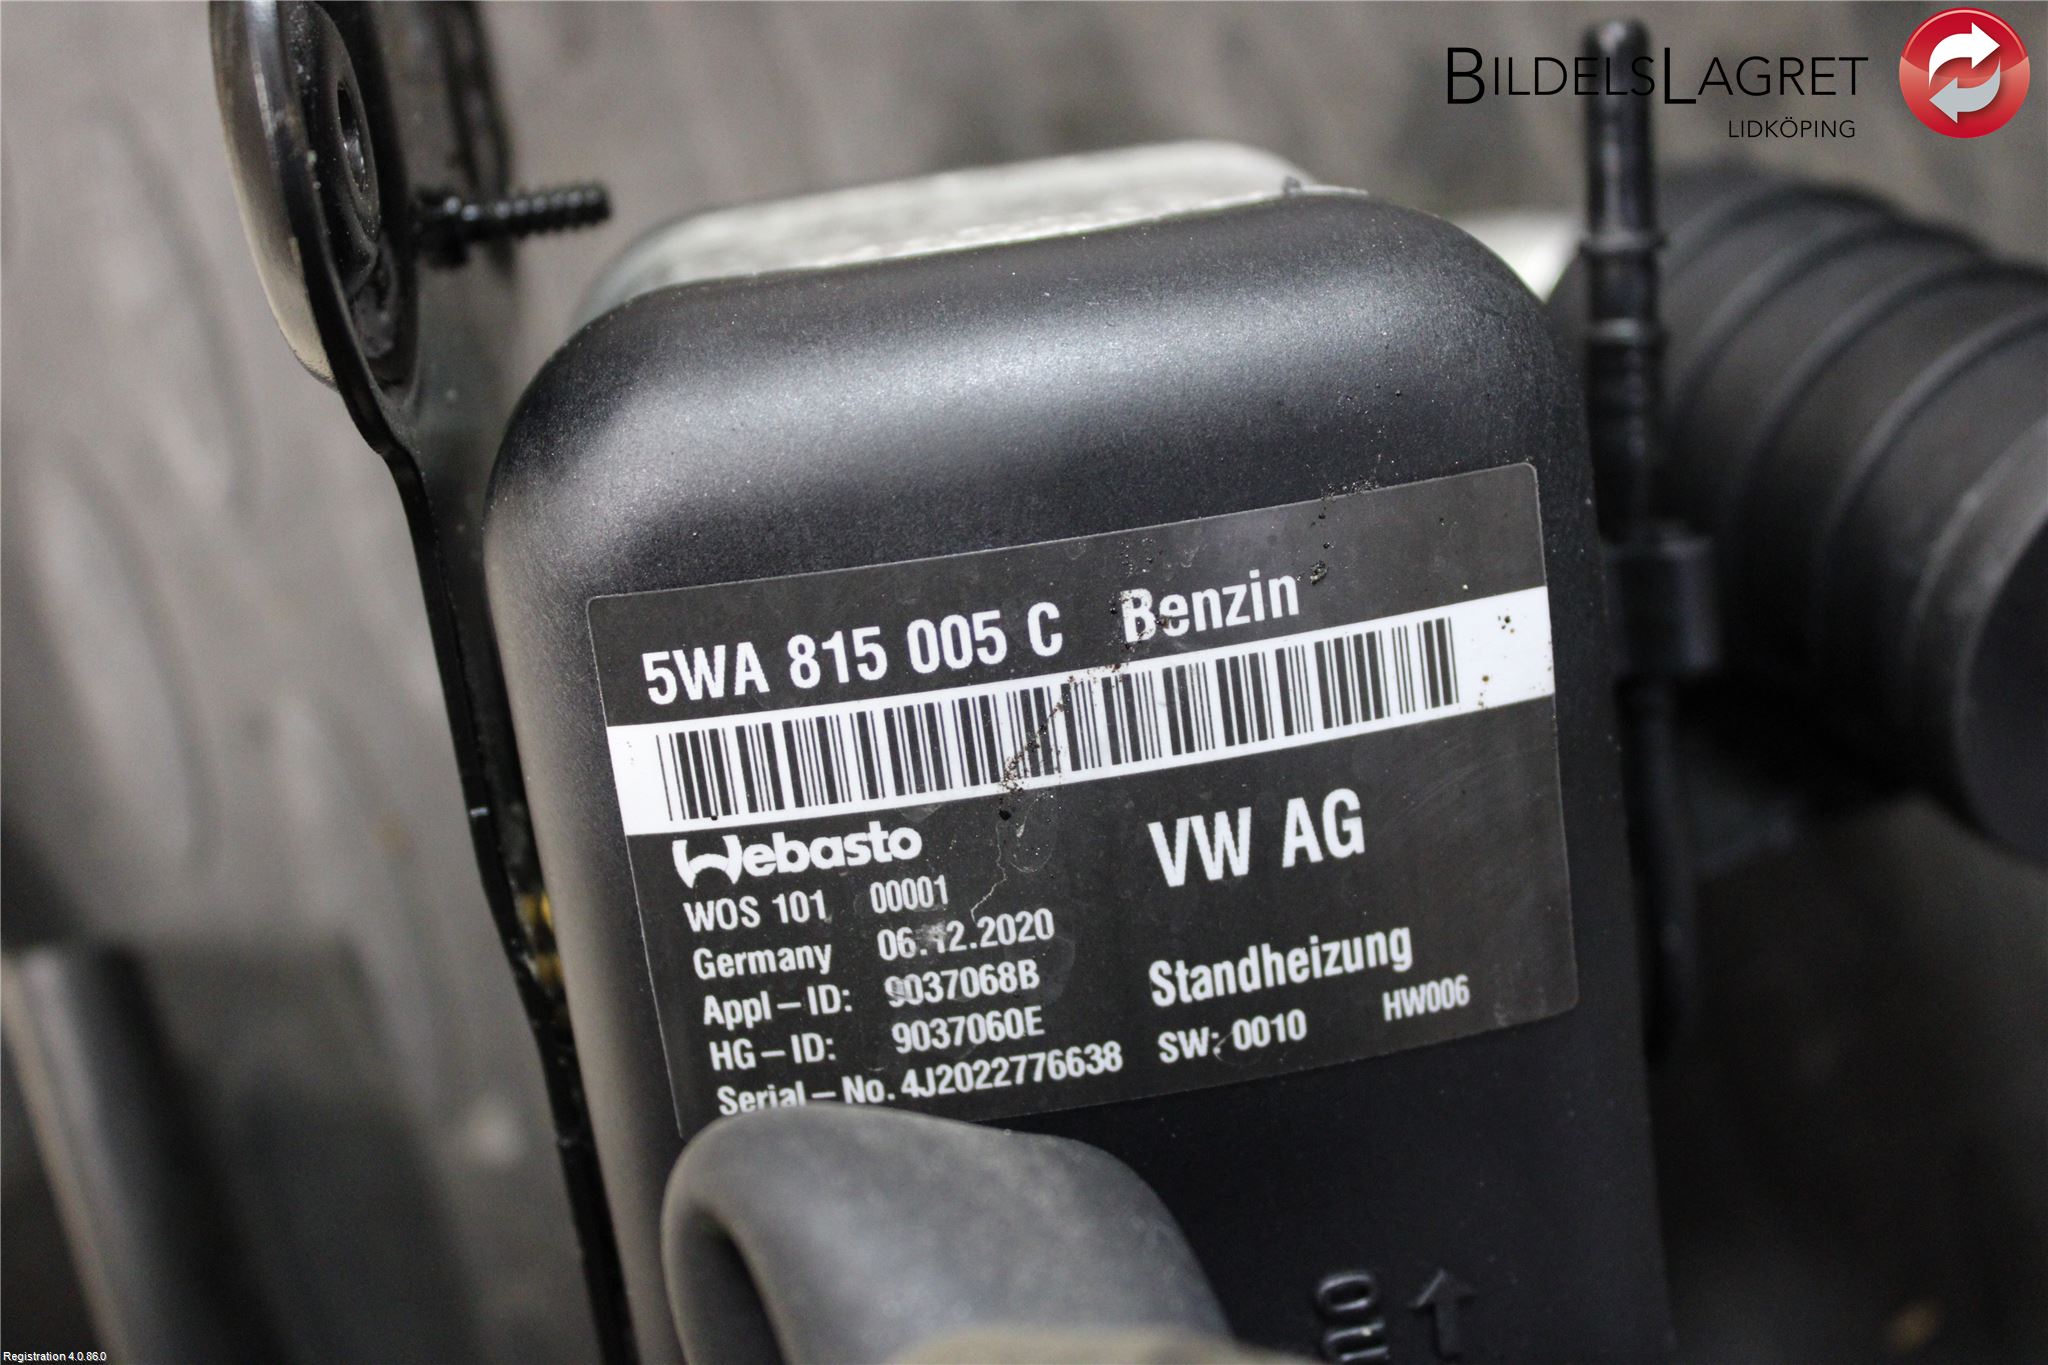 BILDELSLAGRET
LIDKÖPING
5WA 815 005 C Benzin
Webasto
VW AG
WOS 101 00001
Germany 06.12.2020
Appl-ID: 9037068B
Standheizung
HG-ID: 9037060E
SW: 0010 HW006
Serial-No. 4J2022776638
Registration 4.0.86.0